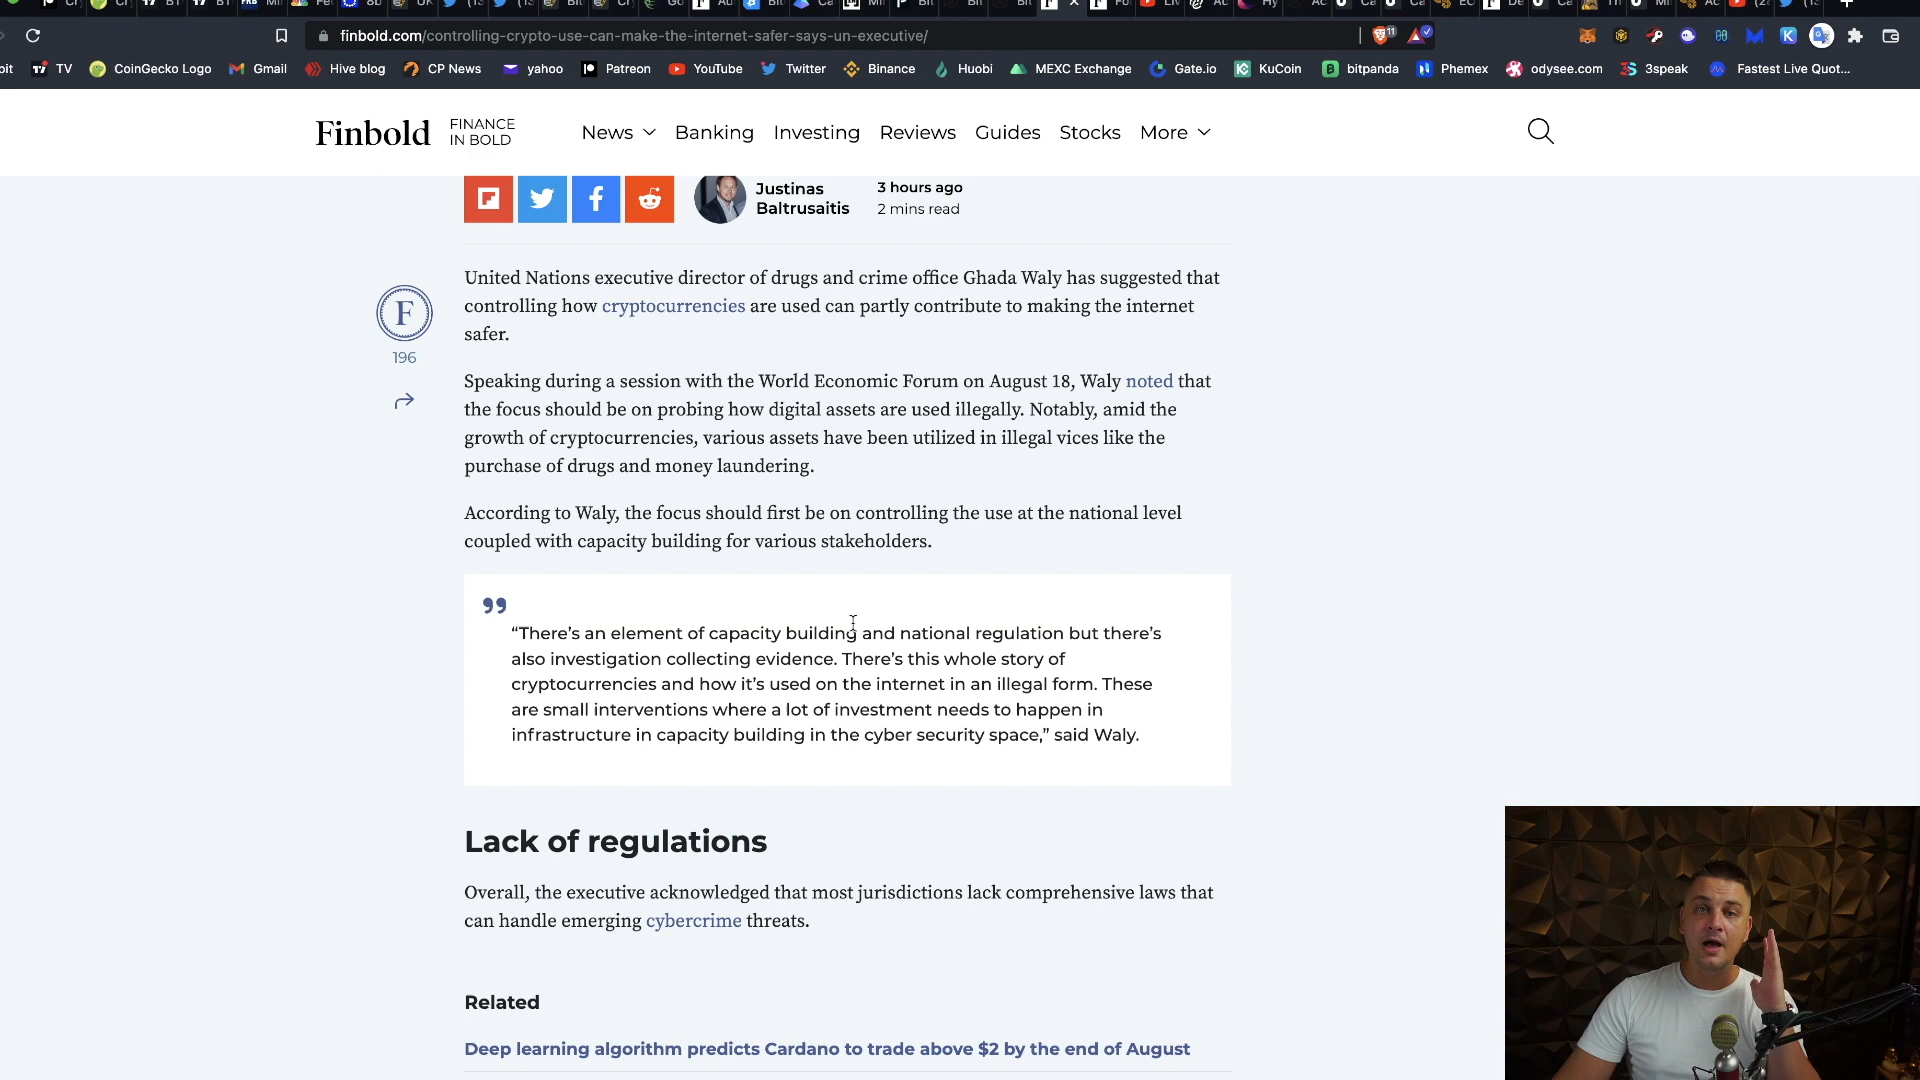 finbold.com/controlling-crypto-use-can-make-the-internet-safer-says-un-executive/
11
TV CoinGecko Logo Gmail Hive blog CP News yahoo Patreon YouTube Twitter Binance Huobi MEXC Exchange Gate.io KuCoin bitpanda Phemex odysee.com 3speak Fastest Live Quot...
Finbold FINANCE
IN BOLD
News Banking Investing Reviews Guides Stocks More
Justinas
Baltrusaitis
3 hours ago
2 mins read
F
196
United Nations executive director of drugs and crime office Ghada Waly has suggested that
controlling how cryptocurrencies are used can partly contribute to making the internet
safer.
Speaking during a session with the World Economic Forum on August 18, Waly noted that
the focus should be on probing how digital assets are used illegally. Notably, amid the
growth of cryptocurrencies, various assets have been utilized in illegal vices like the
purchase of drugs and money laundering.
According to Waly, the focus should first be on controlling the use at the national level
coupled with capacity building for various stakeholders.
”
“There’s an element of capacity building and national regulation but there’s
also investigation collecting evidence. There’s this whole story of
cryptocurrencies and how it’s used on the internet in an illegal form. These
are small interventions where a lot of investment needs to happen in
infrastructure in capacity building in the cyber security space,” said Waly.
Lack of regulations
Overall, the executive acknowledged that most jurisdictions lack comprehensive laws that
can handle emerging cybercrime threats.
Related
Deep learning algorithm predicts Cardano to trade above $2 by the end of August